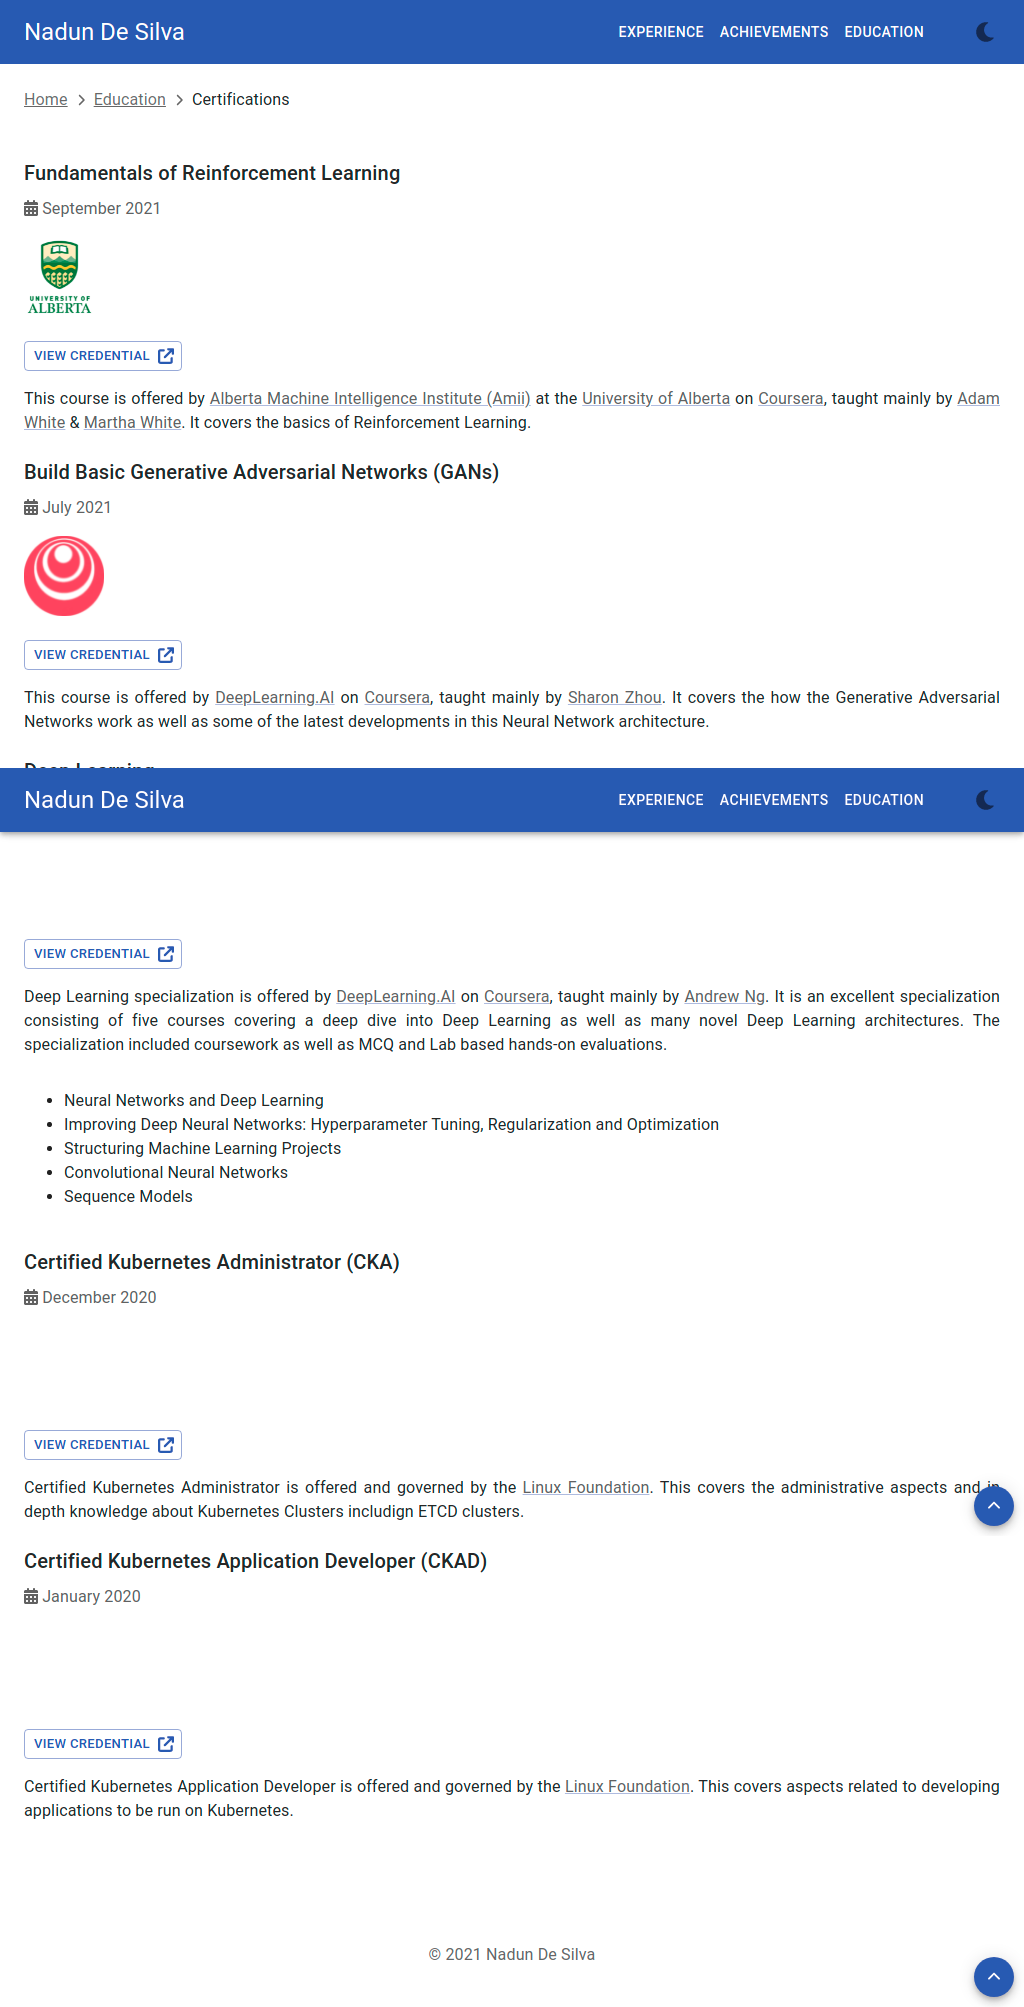 Nadun De Silva
EXPERIENCE ACHIEVEMENTS EDUCATION
Home > Education > Certifications
Fundamentals of Reinforcement Learning
September 2021
UNIVERSITY OF
ALBERTA
VIEW CREDENTIAL
This course is offered by Alberta Machine Intelligence Institute (Amii) at the University of Alberta on Coursera, taught mainly by Adam
White & Martha White. It covers the basics of Reinforcement Learning.
Build Basic Generative Adversarial Networks (GANs)
July 2021
VIEW CREDENTIAL
This course is offered by DeepLearning.AI on Coursera, taught mainly by Sharon Zhou. It covers the how the Generative Adversarial
Networks work as well as some of the latest developments in this Neural Network architecture.
Deep Learning
Nadun De Silva
EXPERIENCE ACHIEVEMENTS EDUCATION
VIEW CREDENTIAL
Deep Learning specialization is offered by DeepLearning.AI on Coursera, taught mainly by Andrew Ng. It is an excellent specialization
consisting of five courses covering a deep dive into Deep Learning as well as many novel Deep Learning architectures. The
specialization included coursework as well as MCQ and Lab based hands-on evaluations.
• Neural Networks and Deep Learning
• Improving Deep Neural Networks: Hyperparameter Tuning, Regularization and Optimization
• Structuring Machine Learning Projects
• Convolutional Neural Networks
• Sequence Models
Certified Kubernetes Administrator (CKA)
December 2020
VIEW CREDENTIAL
Certified Kubernetes Administrator is offered and governed by the Linux Foundation. This covers the administrative aspects and in
depth knowledge about Kubernetes Clusters includign ETCD clusters.
Certified Kubernetes Application Developer (CKAD)
January 2020
VIEW CREDENTIAL
Certified Kubernetes Application Developer is offered and governed by the Linux Foundation. This covers aspects related to developing
applications to be run on Kubernetes.
© 2021 Nadun De Silva